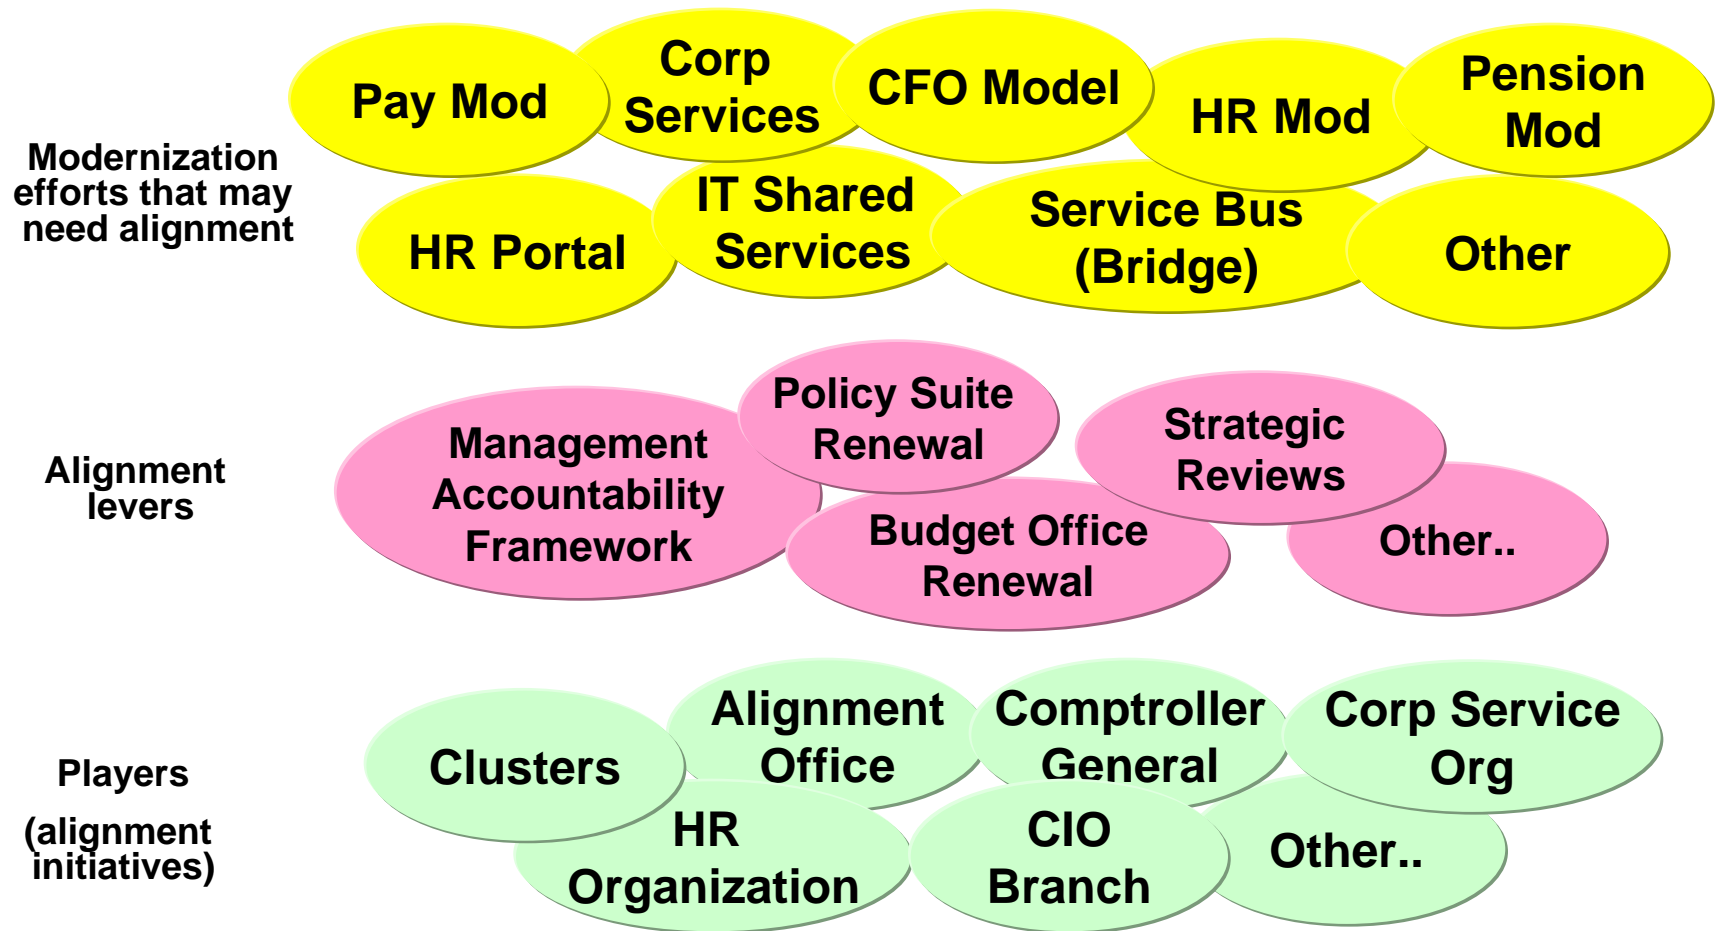 Modernization
efforts that may
need alignment
Pay Mod
Corp
Services
CFO Model
HR Mod
Pension
Mod
HR Portal
IT Shared
Services
Service Bus
(Bridge)
Other
Alignment
levers
Management
Accountability
Framework
Policy Suite
Renewal
Budget Office
Renewal
Strategic
Reviews
Other..
Players
(alignment
initiatives)
Clusters
Alignment
Office
Comptroller
General
Corp Service
Org
HR
Organization
CIO
Branch
Other..